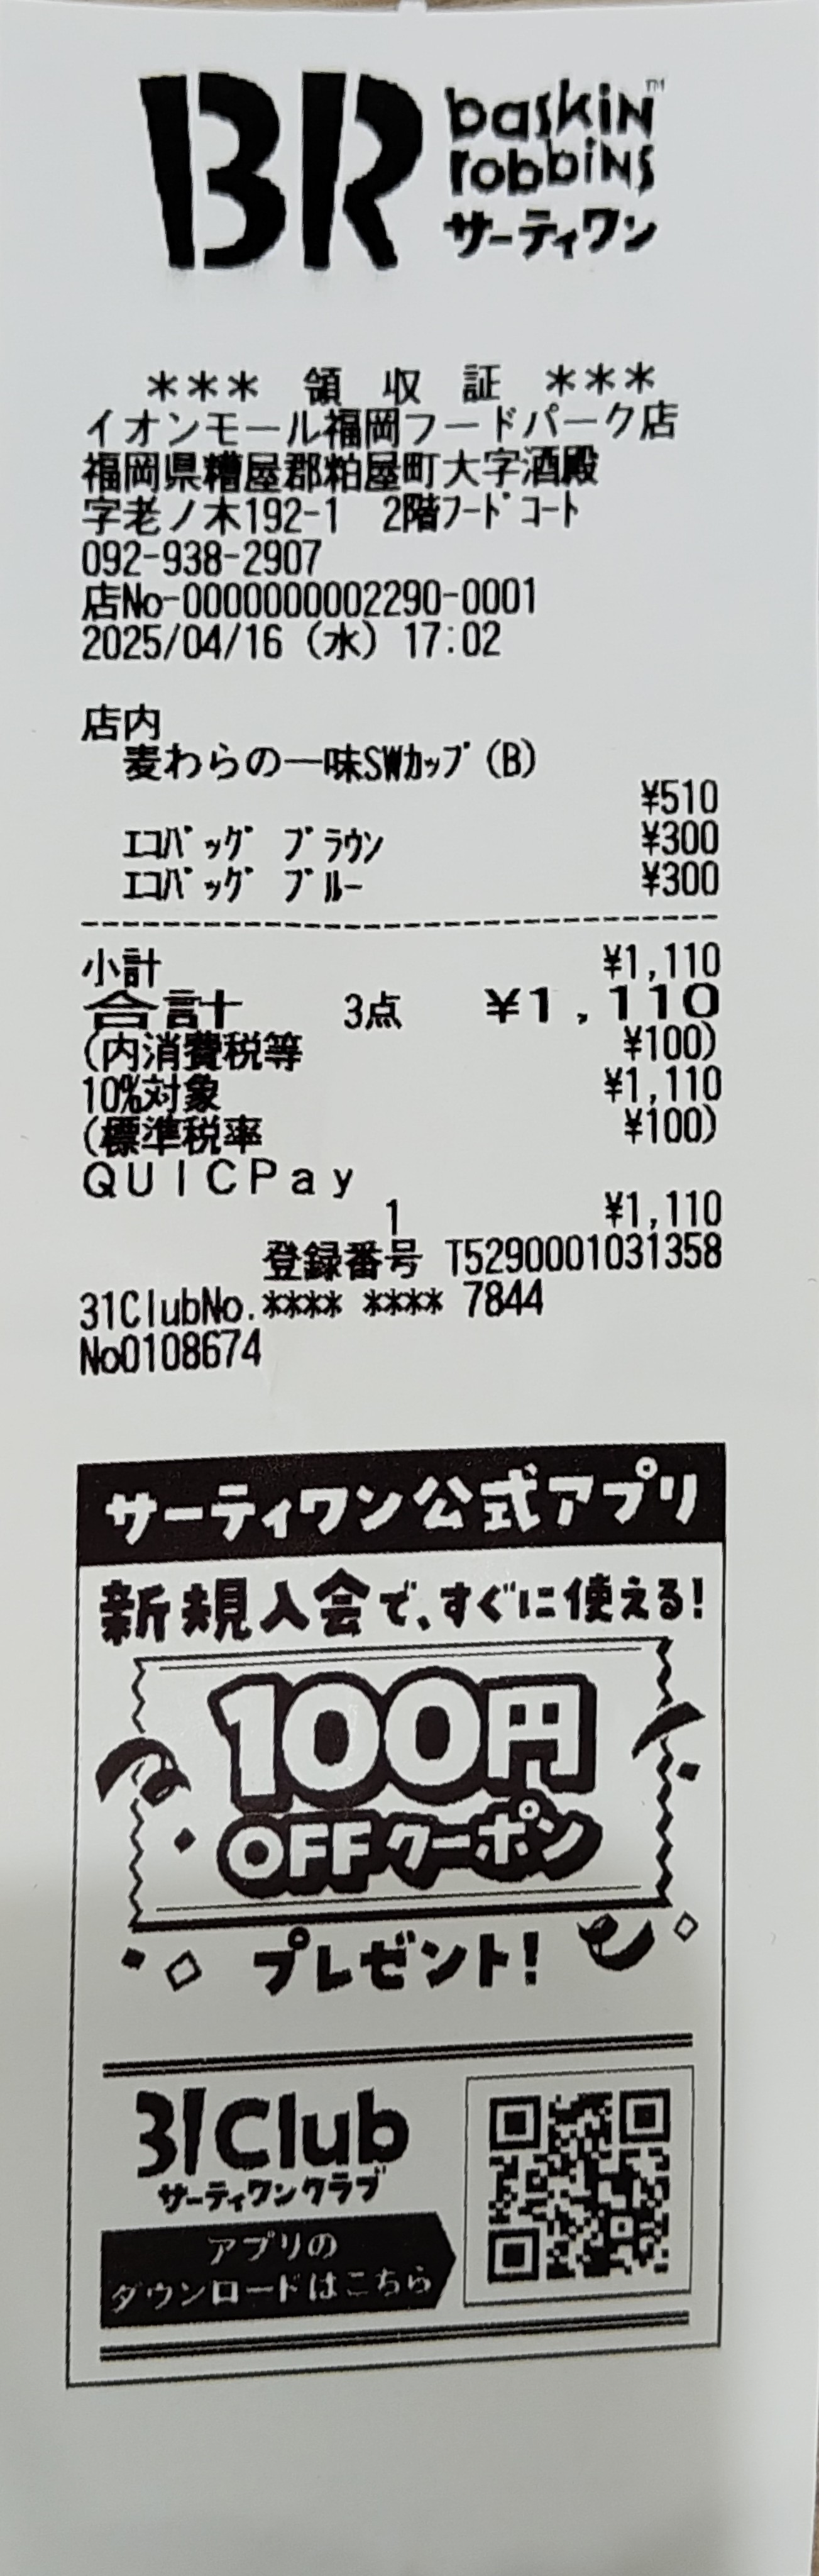 BR baskin robbins™ サーティワン
*** 領 収 証 ***
イオンモール福岡フードパーク店
福岡県糟屋郡粕屋町大字酒殿
字老ノ木192-1 2階ﾌｰﾄﾞｺｰﾄ
092-938-2907
店No-0000000002290-0001
2025/04/16 (水) 17:02
店内
麦わらの一味SWｶｯﾌﾟ(B)
¥510
ｴｺﾊﾞｯｸﾞ ﾌﾞﾗｳﾝ ¥300
ｴｺﾊﾞｯｸﾞ ﾌﾞﾙｰ ¥300
小計 ¥1,110
合計 3点 ¥1,110
(内消費税等 ¥100)
10%対象 ¥1,110
(標準税率 ¥100)
QUICPay
1 ¥1,110
登録番号 T5290001031358
31ClubNo.**** **** 7844
No0108674
サーティワン公式アプリ
新規入会で、すぐに使える!
100円
OFFクーポン
プレゼント!
31Club
サーティワンクラブ
アプリの
ダウンロードはこちら